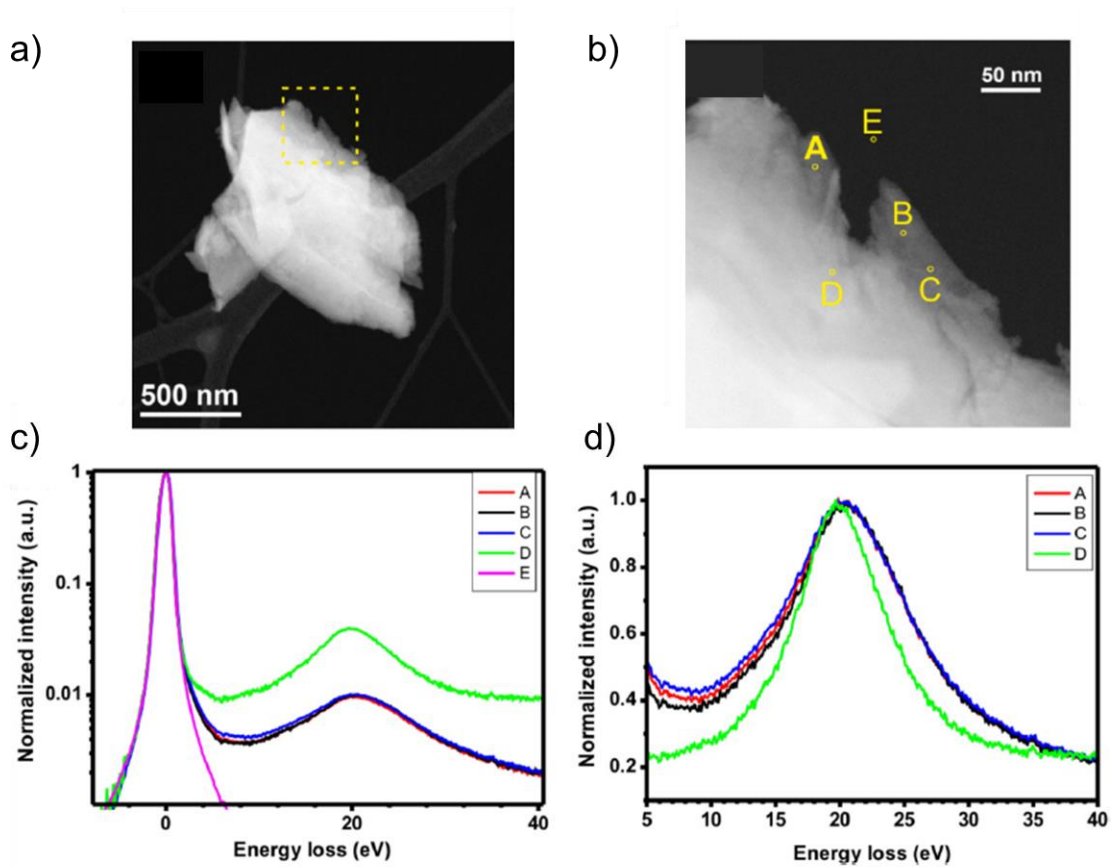 a)
500 nm
b)
50 nm
E
A
B
C
D
c)
Normalized intensity (a.u.)
1
0.1
0.01
0
20
40
Energy loss (eV)
A
B
C
D
E
d)
Normalized intensity (a.u.)
1.0
0.8
0.6
0.4
0.2
5
10
15
20
25
30
35
40
Energy loss (eV)
A
B
C
D